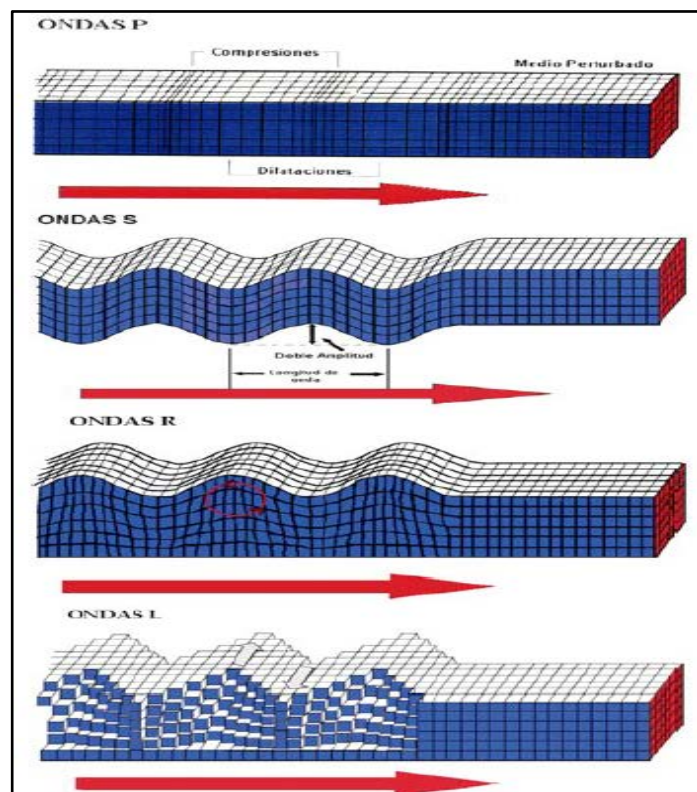 ONDAS P
Compresiones
Medio Perturbado
Dilataciones
ONDAS S
Doble Amplitud
Longitud de
onda
ONDAS R
ONDAS L